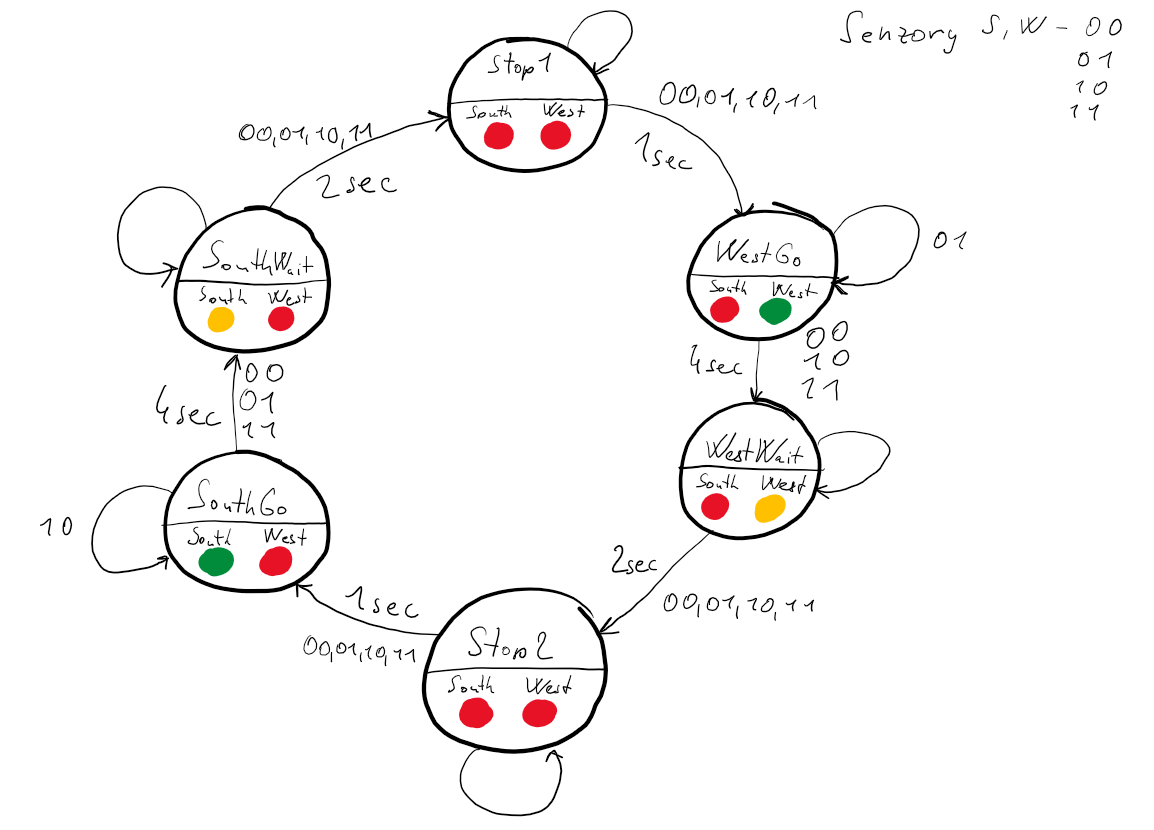 Senzory S,W - 00
01
10
11
Stop1
South West
00,01,10,11
1sec
WestGo
South West
01
4sec
00
10
11
WestWait
South West
2sec
00,01,10,11
Stop2
South West
1sec
00,01,10,11
SouthGo
South West
10
4sec
00
01
11
SouthWait
South West
00,01,10,11
2sec